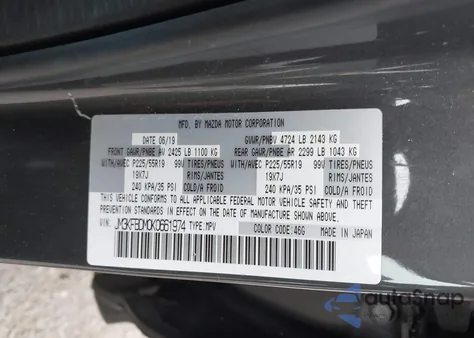 MFD. BY MAZDA MOTOR CORPORATION
DATE 06/19 GVWR/PNBV 4724 LB 2143 KG
FRONT GAWR/PNBE AV 2425 LB 1100 KG REAR GAWR/PNBE AR 2299 LB 1043 KG
WITH/AVEC P225/55R19 99V TIRES/PNEUS WITH/AVEC P225/55R19 99V TIRES/PNEUS
19X7J RIMS/JANTES 19X7J RIMS/JANTES
240 KPA/35 PSI COLD/A FROID 240 KPA/35 PSI COLD/A FROID
THIS VEHICLE CONFORMS TO ALL APPLICABLE FEDERAL MOTOR VEHICLE SAFETY AND
THEFT PREVENTION STANDARDS IN EFFECT ON THE DATE OF MANUFACTURE SHOWN ABOVE.
VIN: JM3KFBDM0K0661974 TYPE:MPV COLOR CODE:46G MADE IN JAPAN
AutoSnap